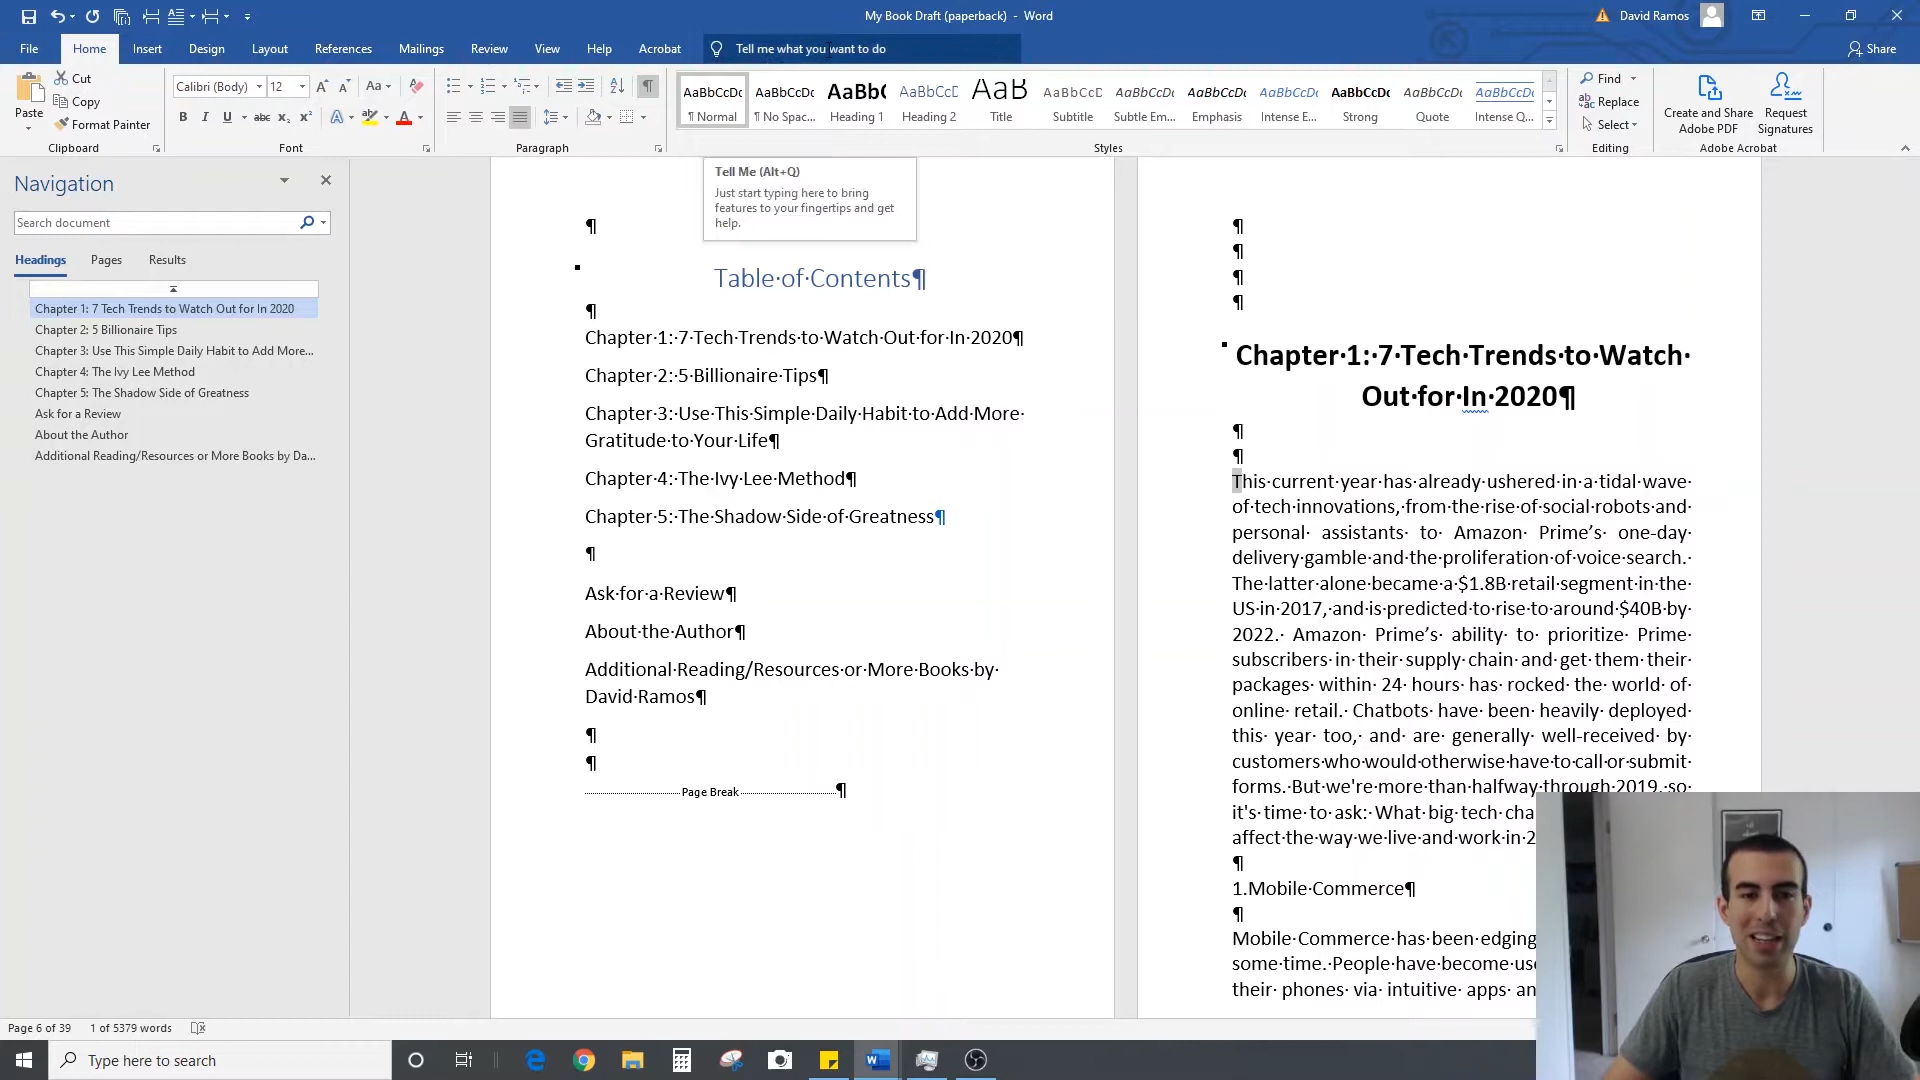 My Book Draft (paperback) - Word
David Ramos
File Home Insert Design Layout References Mailings Review View Help Acrobat Tell me what you want to do Share
Paste
Cut
Copy
Format Painter
Clipboard
Calibri (Body) 12
Font
Paragraph
AaBbCcDc AaBbCcDc AaBbC AaBbCcD AaB AaBbCcD AaBbCcDc AaBbCcDc AaBbCcDc AaBbCcDc AaBbCcDc AaBbCcDc
¶ Normal ¶ No Spac... Heading 1 Heading 2 Title Subtitle Subtle Em... Emphasis Intense E... Strong Quote Intense Q...
Styles
Find
Replace
Select
Editing
Create and Share
Adobe PDF
Request
Signatures
Adobe Acrobat
Tell Me (Alt+Q)
Just start typing here to bring
features to your fingertips and get
help.
Navigation
Search document
Headings Pages Results
Chapter 1: 7 Tech Trends to Watch Out for In 2020
Chapter 2: 5 Billionaire Tips
Chapter 3: Use This Simple Daily Habit to Add More...
Chapter 4: The Ivy Lee Method
Chapter 5: The Shadow Side of Greatness
Ask for a Review
About the Author
Additional Reading/Resources or More Books by Da...
¶
Table·of·Contents¶
¶
Chapter·1:·7·Tech·Trends·to·Watch·Out·for·In·2020¶
Chapter·2:·5·Billionaire·Tips¶
Chapter·3:·Use·This·Simple·Daily·Habit·to·Add·More·
Gratitude·to·Your·Life¶
Chapter·4:·The·Ivy·Lee·Method¶
Chapter·5:·The·Shadow·Side·of·Greatness¶
¶
Ask·for·a·Review¶
About·the·Author¶
Additional·Reading/Resources·or·More·Books·by·
David·Ramos¶
¶
¶
Page Break ¶
¶
¶
¶
¶
Chapter·1:·7·Tech·Trends·to·Watch·
Out·for·In·2020¶
¶
¶
This·current·year·has·already·ushered·in·a·tidal·wave·
of·tech·innovations,·from·the·rise·of·social·robots·and·
personal· assistants· to· Amazon· Prime’s· one-day·
delivery·gamble·and·the·proliferation·of·voice·search.·
The·latter·alone·became·a·$1.8B·retail·segment·in·the·
US·in·2017,·and·is·predicted·to·rise·to·around·$40B·by·
2022.· Amazon· Prime’s· ability· to· prioritize· Prime·
subscribers·in·their·supply·chain·and·get·them·their·
packages· within· 24· hours· has· rocked· the· world· of·
online· retail.· Chatbots· have· been· heavily· deployed·
this· year· too,· and· are· generally· well-received· by·
customers·who·would·otherwise·have·to·call·or·submit·
forms.·But·we're·more·than·halfway·through·2019,·so·
it's·time·to·ask:·What·big·tech·cha
affect·the·way·we·live·and·work·in·2
¶
1.Mobile·Commerce¶
¶
Mobile·Commerce·has·been·edging
some·time.·People·have·become·use
their· phones· via· intuitive· apps· an
Page 6 of 39 1 of 5379 words
Type here to search